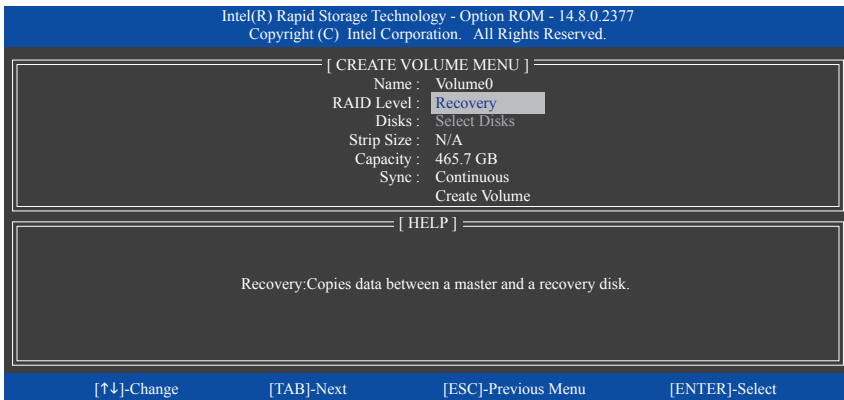 Intel(R) Rapid Storage Technology - Option ROM - 14.8.0.2377
Copyright (C) Intel Corporation. All Rights Reserved.
[ CREATE VOLUME MENU ]
Name : Volume0
RAID Level : Recovery
Disks : Select Disks
Strip Size : N/A
Capacity : 465.7 GB
Sync : Continuous
Create Volume
[ HELP ]
Recovery:Copies data between a master and a recovery disk.
[↑↓]-Change [TAB]-Next [ESC]-Previous Menu [ENTER]-Select